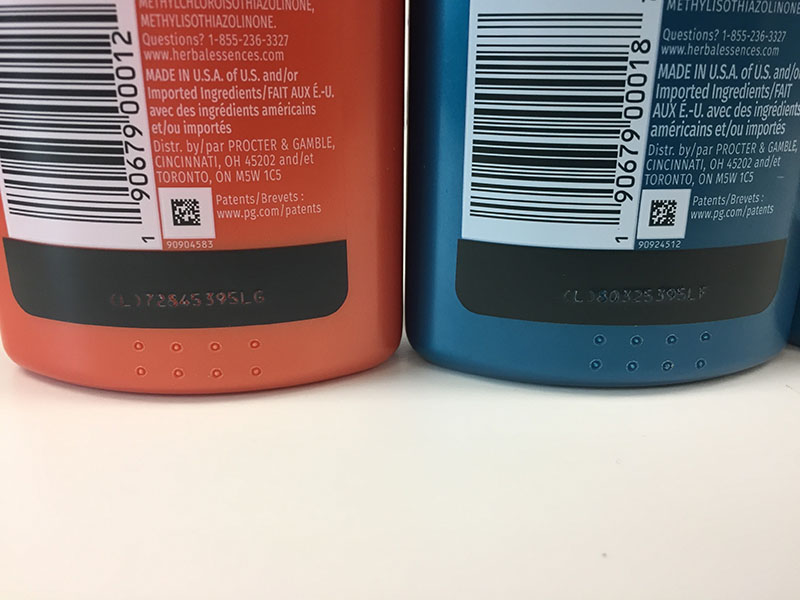 METHYLCHLOROISOTHIAZOLINONE,
METHYLISOTHIAZOLINONE.
Questions? 1-855-236-3327
www.herbalessences.com
MADE IN U.S.A. of U.S. and/or
Imported Ingredients/FAIT AUX É.-U.
avec des ingrédients américains
et/ou importés
Distr. by/par PROCTER & GAMBLE,
CINCINNATI, OH 45202 and/et
TORONTO, ON M5W 1C5
Patents/Brevets :
www.pg.com/patents
90904583
1 90679 00012
(L)72845395LG
METHYLISOTHIAZOLINONE.
Questions? 1-855-236-3327
www.herbalessences.com
MADE IN U.S.A. of U.S. and/or
Imported Ingredients/FAIT
AUX É.-U. avec des ingrédients
américains et/ou importés
Distr. by/par PROCTER & GAMBLE,
CINCINNATI, OH 45202 and/et
TORONTO, ON M5W 1C5
Patents/Brevets :
www.pg.com/patents
90924512
1 90679 00018
(L)80325395LF